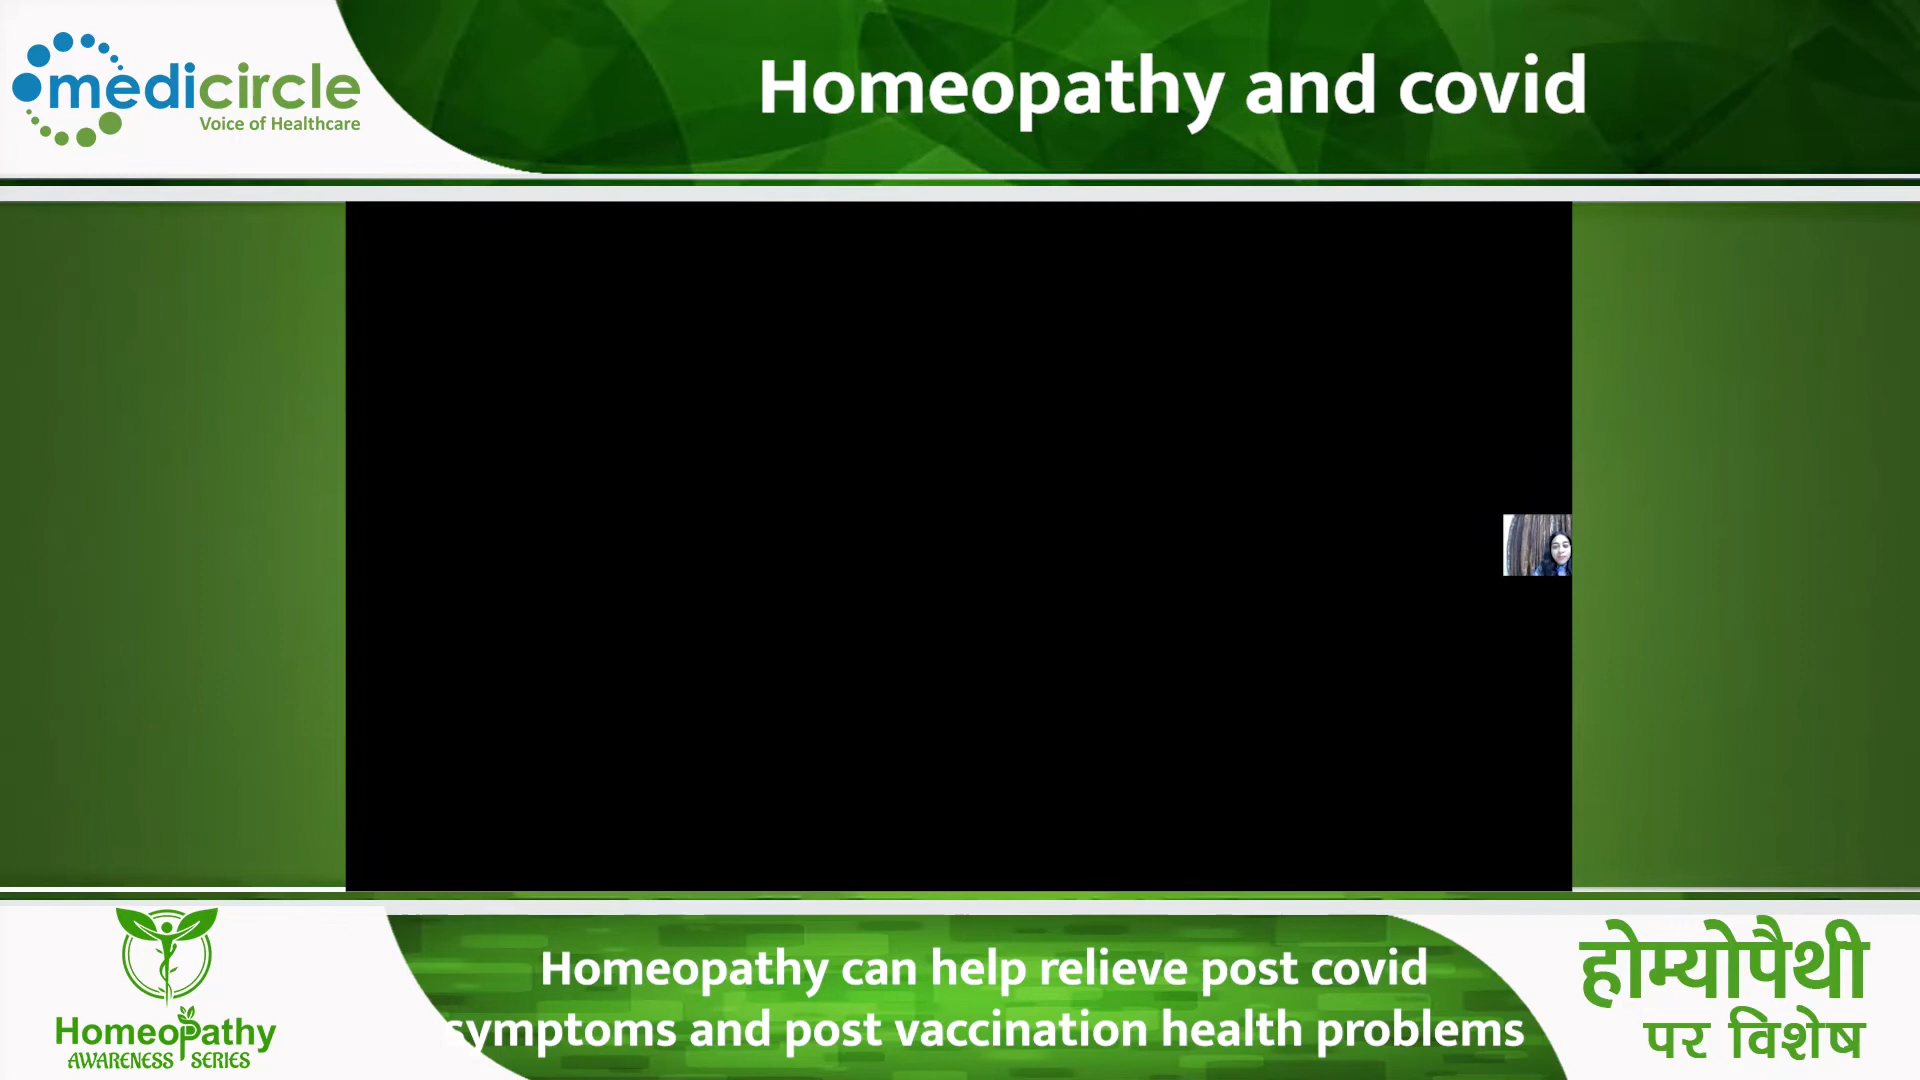 medicircle
Voice of Healthcare
Homeopathy and covid
Homeopathy can help relieve post covid
symptoms and post vaccination health problems
Homeopathy
AWARENESS SERIES
होम्योपैथी
पर विशेष